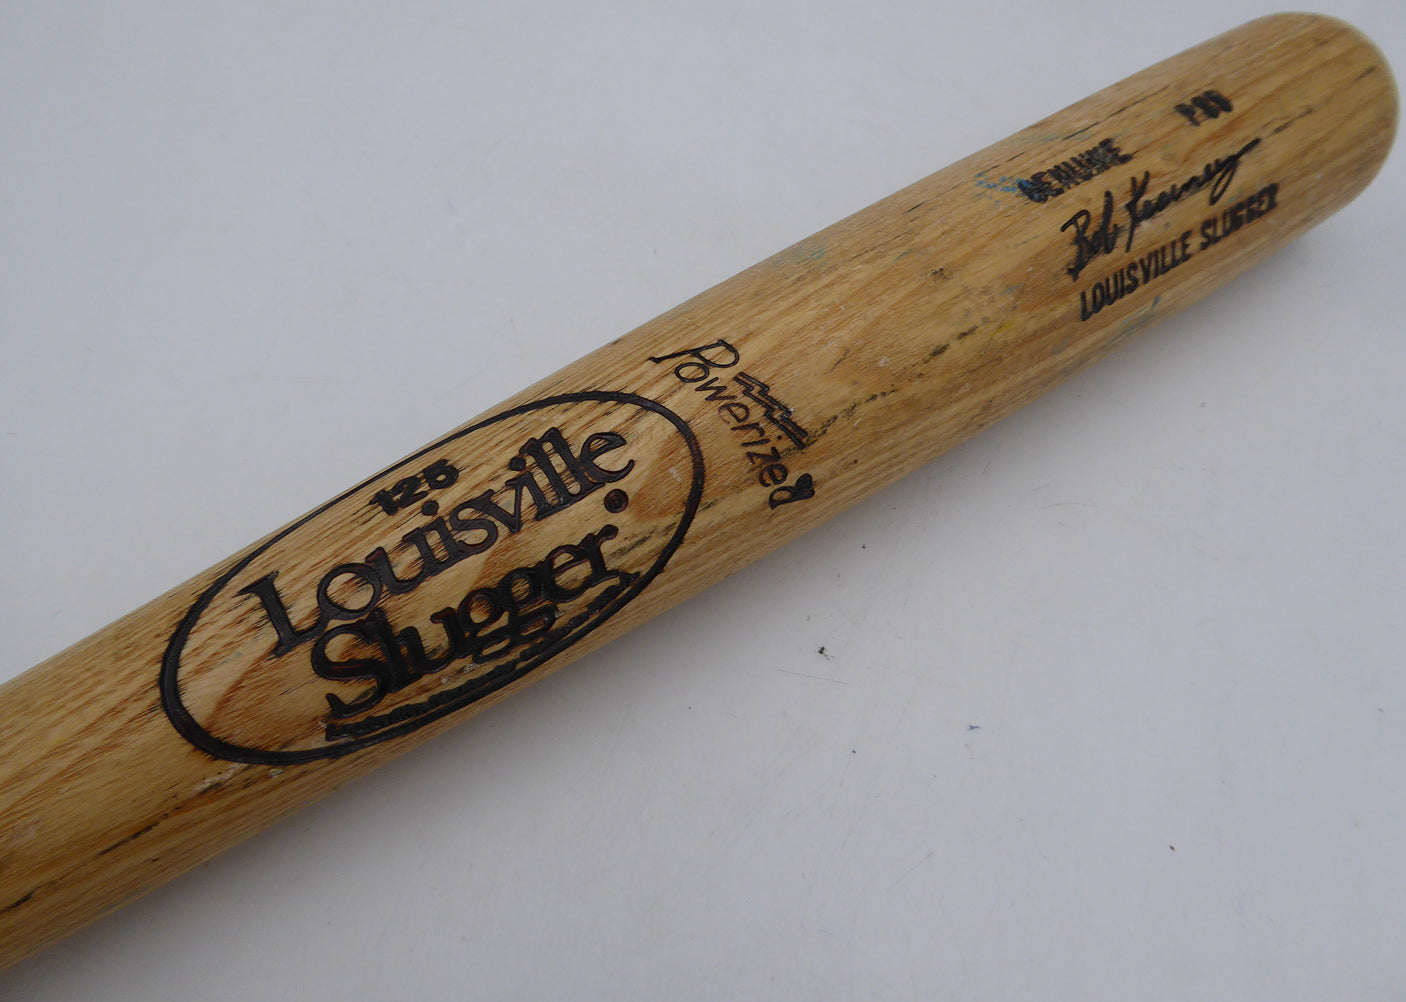 125
Louisville
Slugger
®
Powerized
GENUINE
Bob Kearney
LOUISVILLE SLUGGER